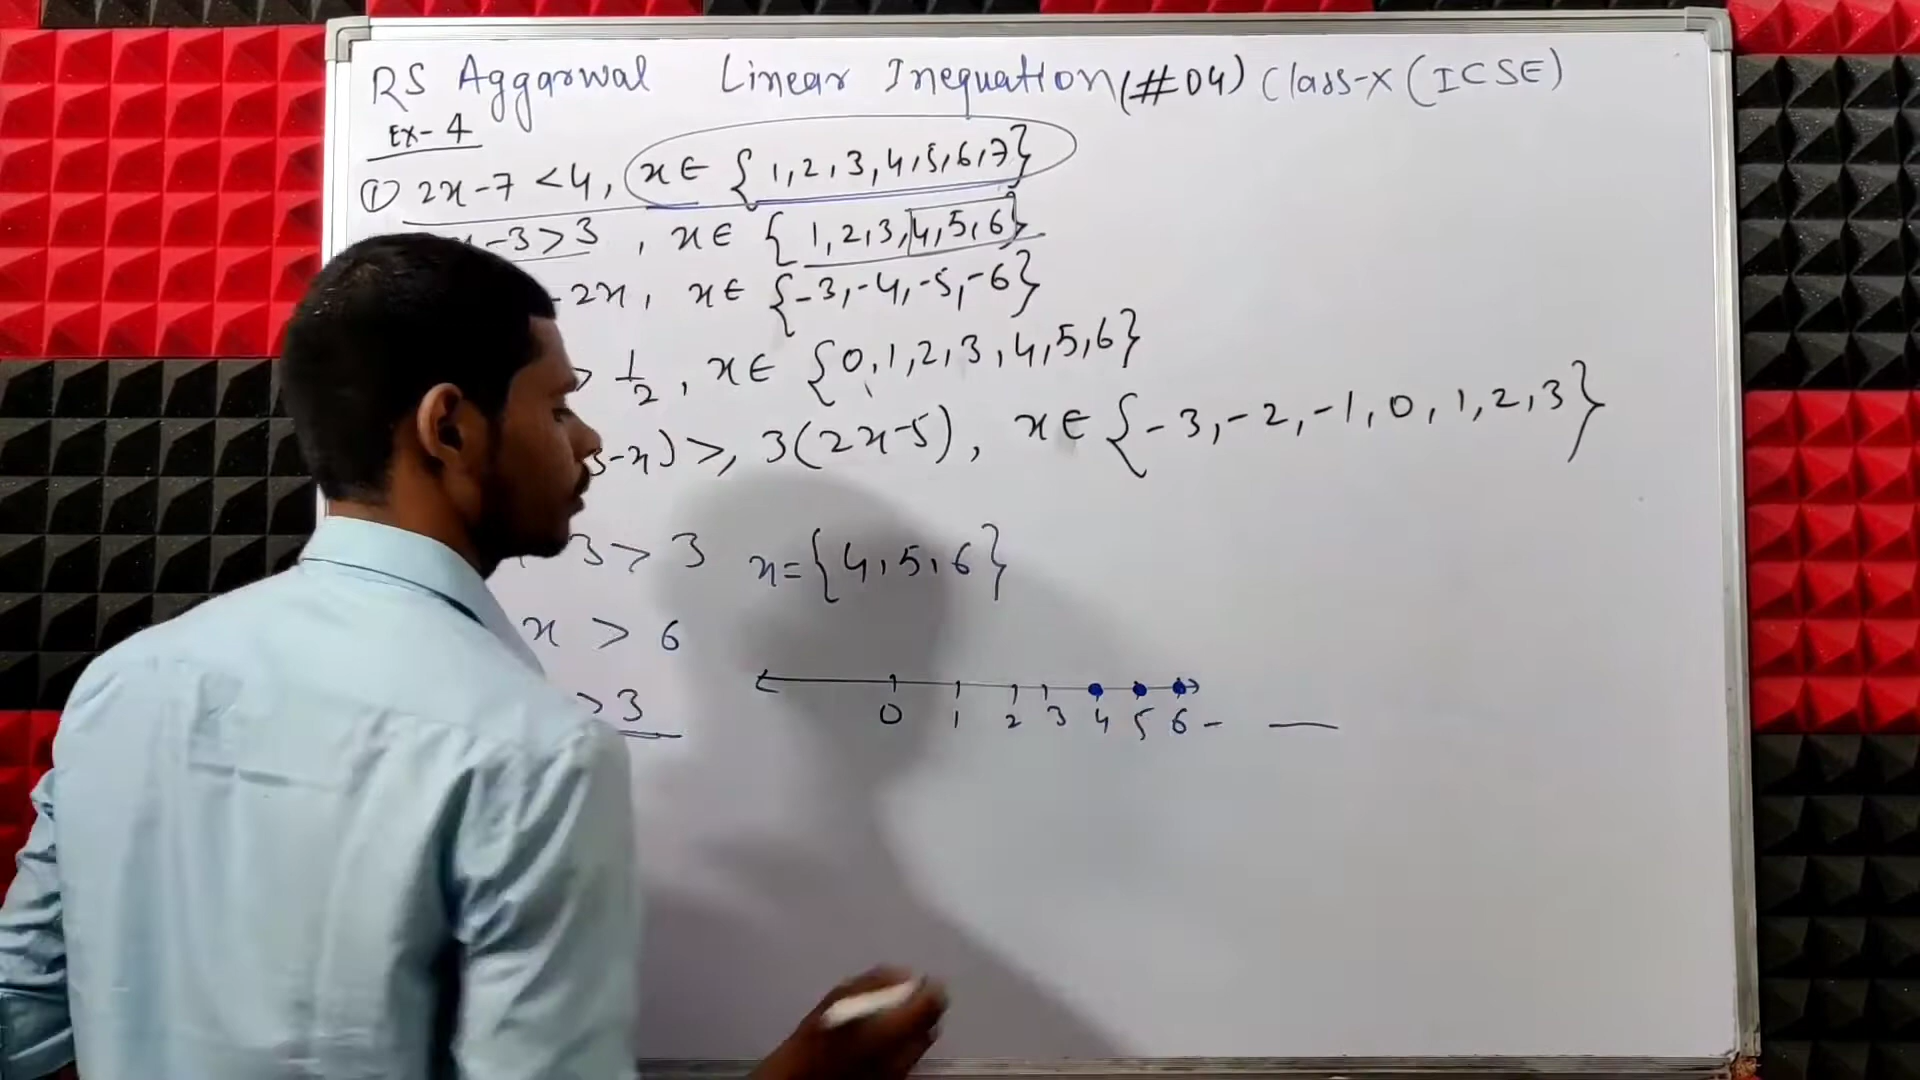 RS Aggarwal Linear Inequation (#04) Class-X (ICSE)
Ex-4
① 2x-7 <4, x∈ {1,2,3,4,5,6,7}
-3>3 , x∈ {1,2,3,4,5,6}
-2x, x∈ {-3,-4,-5,-6}
> 1/2, x∈ {0,1,2,3,4,5,6}
3-x) ≥ 3(2x-5), x∈ {-3,-2,-1,0,1,2,3}
3>3 x={4,5,6}
x > 6
>3
0 1 2 3 4 5 6 -